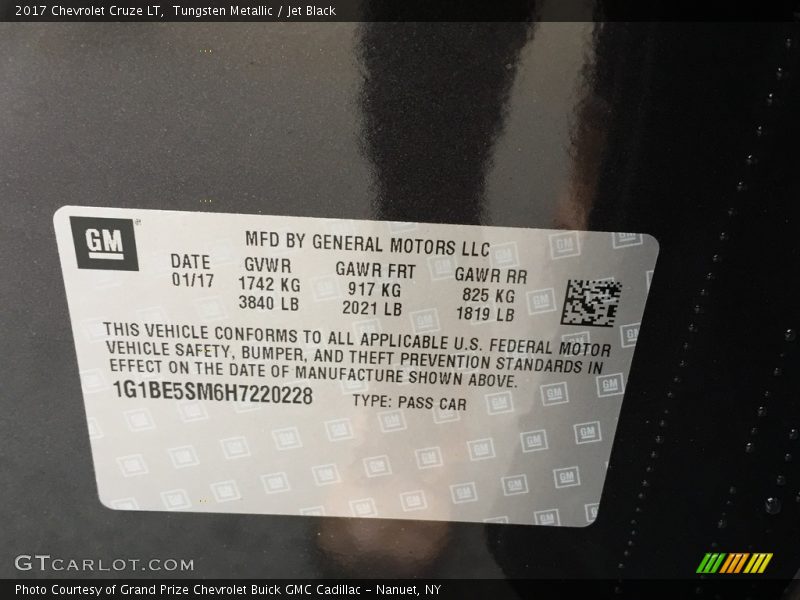 2017 Chevrolet Cruze LT, Tungsten Metallic / Jet Black
GM
MFD BY GENERAL MOTORS LLC
DATE GVWR GAWR FRT GAWR RR
01/17 1742 KG 917 KG 825 KG
3840 LB 2021 LB 1819 LB
THIS VEHICLE CONFORMS TO ALL APPLICABLE U.S. FEDERAL MOTOR
VEHICLE SAFETY, BUMPER, AND THEFT PREVENTION STANDARDS IN
EFFECT ON THE DATE OF MANUFACTURE SHOWN ABOVE.
1G1BE5SM6H7220228 TYPE: PASS CAR
GTCARLOT.COM
Photo Courtesy of Grand Prize Chevrolet Buick GMC Cadillac - Nanuet, NY